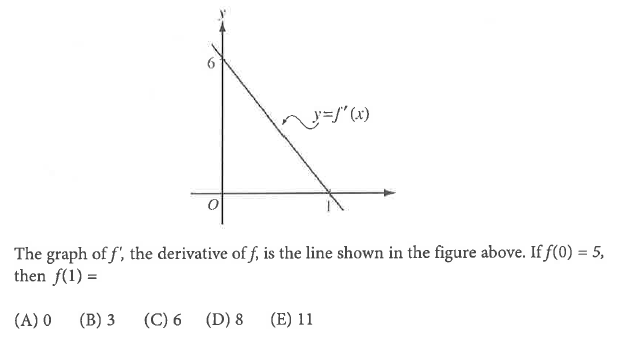 y
6
y=f'(x)
O
1
The graph of f', the derivative of f, is the line shown in the figure above. If f(0) = 5,
then f(1) =
(A) 0 (B) 3 (C) 6 (D) 8 (E) 11